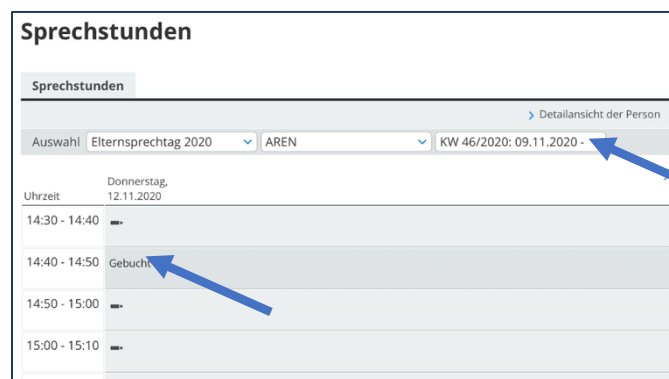 Sprechstunden
Sprechstunden
Detailansicht der Person
Auswahl Elternsprechtag 2020 AREN KW 46/2020: 09.11.2020 -
Donnerstag,
Uhrzeit 12.11.2020
14:30 - 14:40
14:40 - 14:50 Gebucht
14:50 - 15:00
15:00 - 15:10